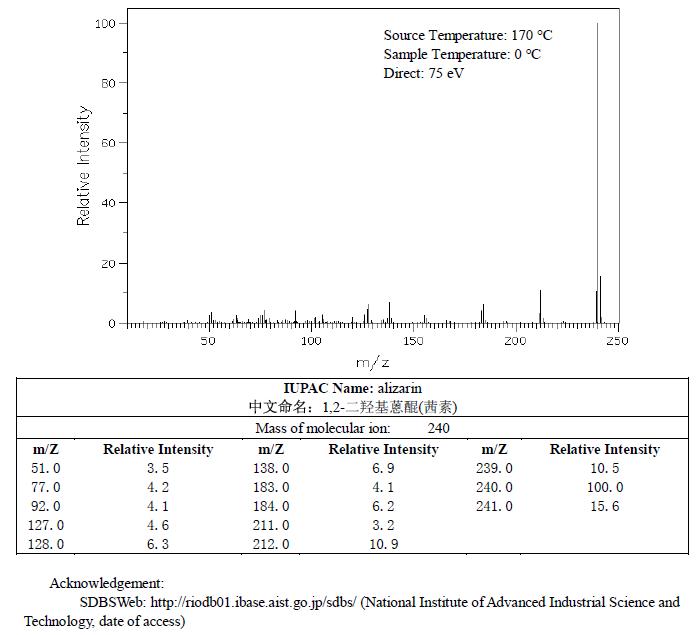 100
80
60
40
20
0
Relative Intensity
Source Temperature: 170 °C
Sample Temperature: 0 °C
Direct: 75 eV
50 100 150 200 250
m/z
IUPAC Name: alizarin
中文命名：1,2-二羟基蒽醌(茜素)
Mass of molecular ion: 240
m/Z Relative Intensity m/Z Relative Intensity m/Z Relative Intensity
51.0 3.5 138.0 6.9 239.0 10.5
77.0 4.2 183.0 4.1 240.0 100.0
92.0 4.1 184.0 6.2 241.0 15.6
127.0 4.6 211.0 3.2
128.0 6.3 212.0 10.9
Acknowledgement:
SDBSWeb: http://riodb01.ibase.aist.go.jp/sdbs/ (National Institute of Advanced Industrial Science and
Technology, date of access)